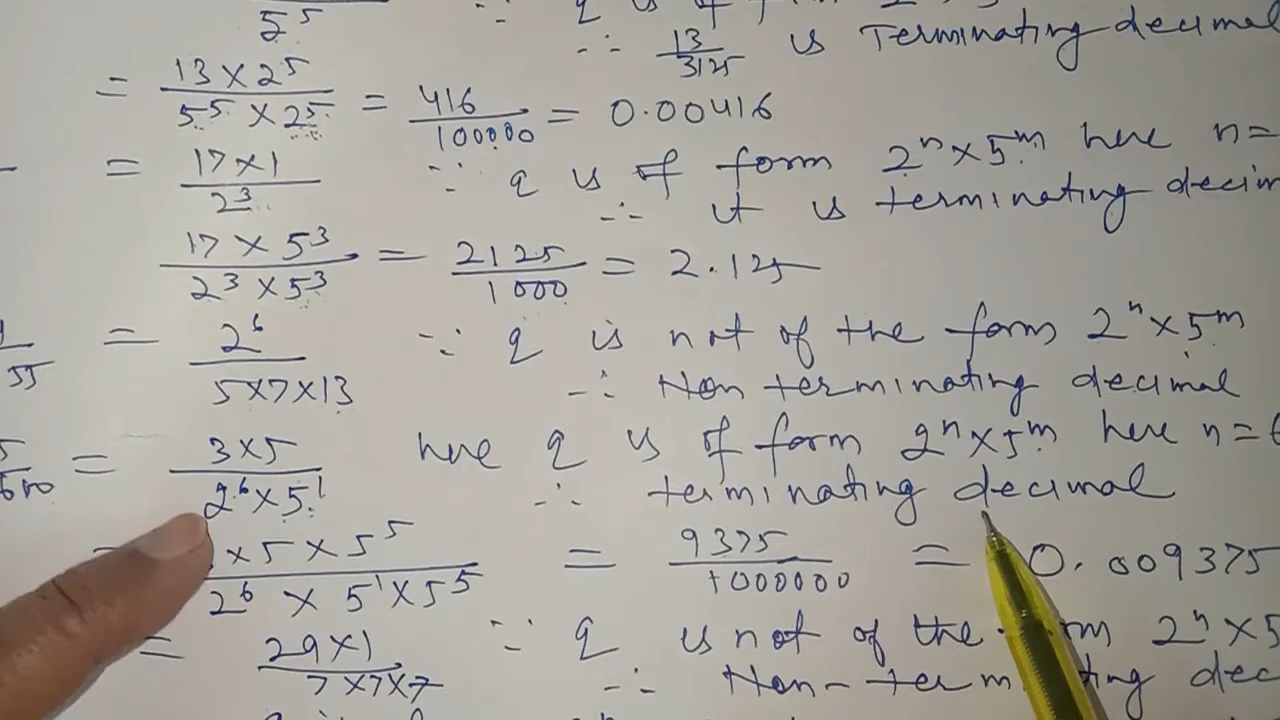 5⁵ ∵ q is of
∴ 13/3125 is Terminating decimal
= 13 × 2⁵ / 5⁵ × 2⁵ = 416 / 100000 = 0.00416
= 17 × 1 / 2³ ∵ q is of form 2ⁿ × 5ᵐ here n =
∴ it is terminating decim
17 × 5³ / 2³ × 5³ = 2125 / 1000 = 2.125
= 2⁶ / 5 × 7 × 13 ∵ q is not of the form 2ⁿ × 5ᵐ
∴ Non terminating decimal
= 3 × 5 / 2⁶ × 5¹ here q is of form 2ⁿ × 5ᵐ here n = 6
∴ terminating decimal
= × 5 × 5⁵ / 2⁶ × 5¹ × 5⁵ = 9375 / 1000000 = 0.009375
= 29 × 1 / 7 × 7 × 7 ∵ q is not of the 2ⁿ × 5
∴ Non-